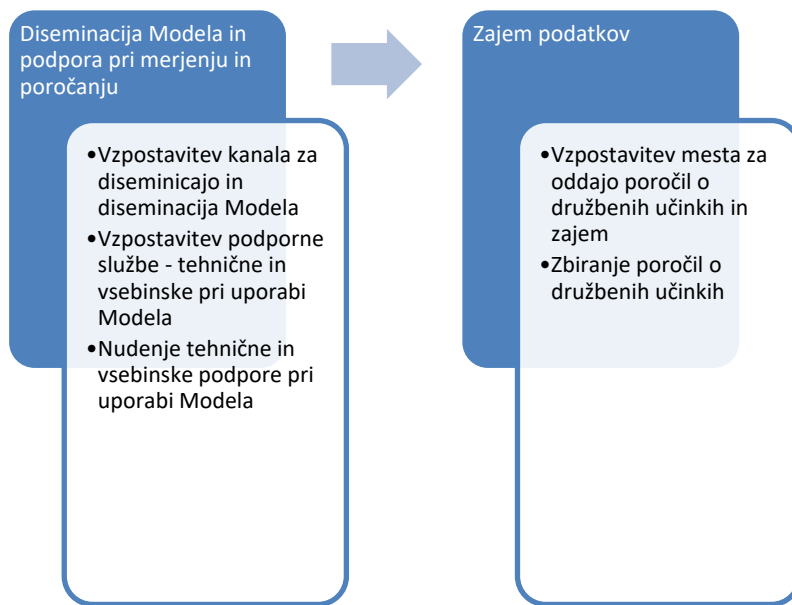 Diseminacija Modela in
podpora pri merjenju in
poročanju
•Vzpostavitev kanala za
diseminicajo in
diseminacija Modela
•Vzpostavitev podporne
službe - tehnične in
vsebinske pri uporabi
Modela
•Nudenje tehnične in
vsebinske podpore pri
uporabi Modela
Zajem podatkov
•Vzpostavitev mesta za
oddajo poročil o
družbenih učinkih in
zajem
•Zbiranje poročil o
družbenih učinkih